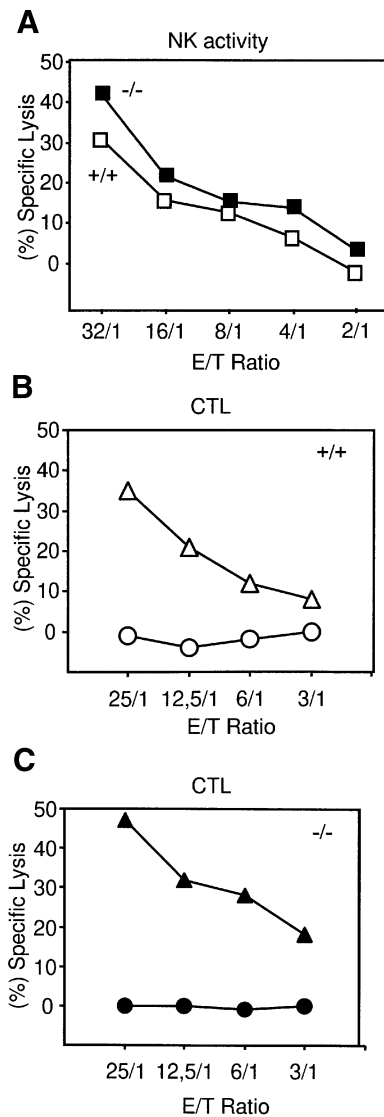 A
NK activity
(%) Specific Lysis
50
40
30
20
10
0
-/-
+/+
32/1 16/1 8/1 4/1 2/1
E/T Ratio
B
CTL
(%) Specific Lysis
50
40
30
20
10
0
+/+
25/1 12,5/1 6/1 3/1
E/T Ratio
C
CTL
(%) Specific Lysis
50
40
30
20
10
0
-/-
25/1 12,5/1 6/1 3/1
E/T Ratio